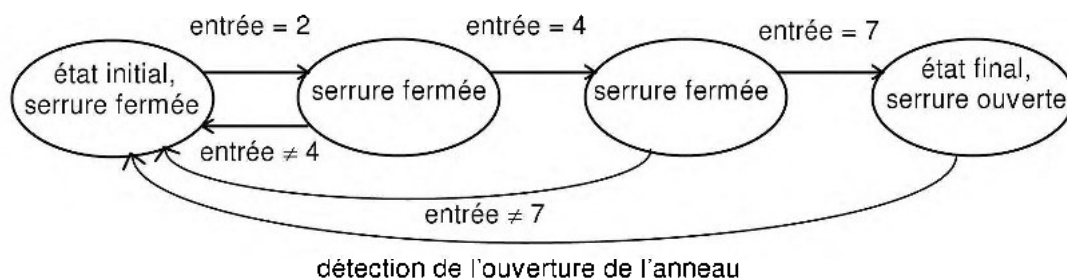 entrée = 2
entrée = 4
entrée = 7
état initial,
serrure fermée
serrure fermée
serrure fermée
état final,
serrure ouverte
entrée ≠ 4
entrée ≠ 7
détection de l'ouverture de l'anneau